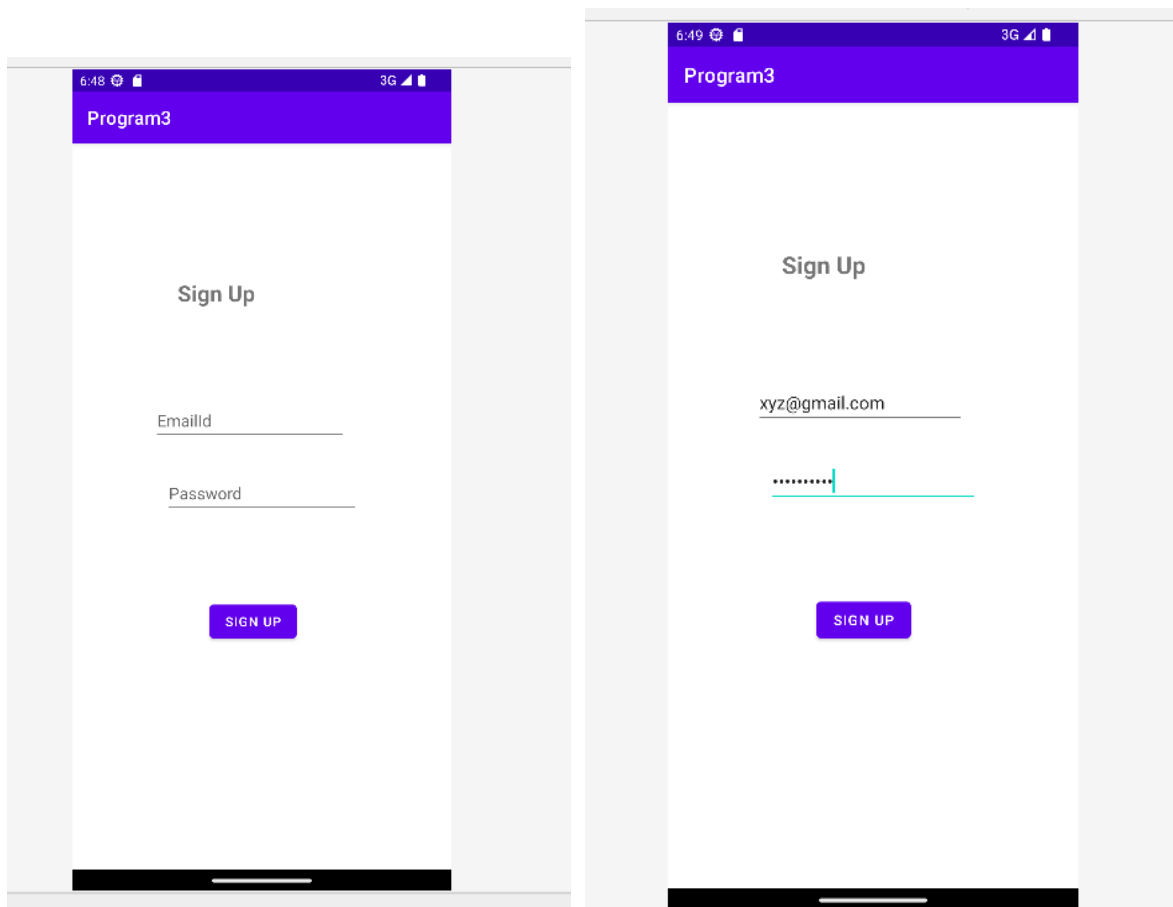 6:48
3G
Program3
Sign Up
EmailId
Password
SIGN UP
6:49
3G
Program3
Sign Up
xyz@gmail.com
••••••••••
SIGN UP